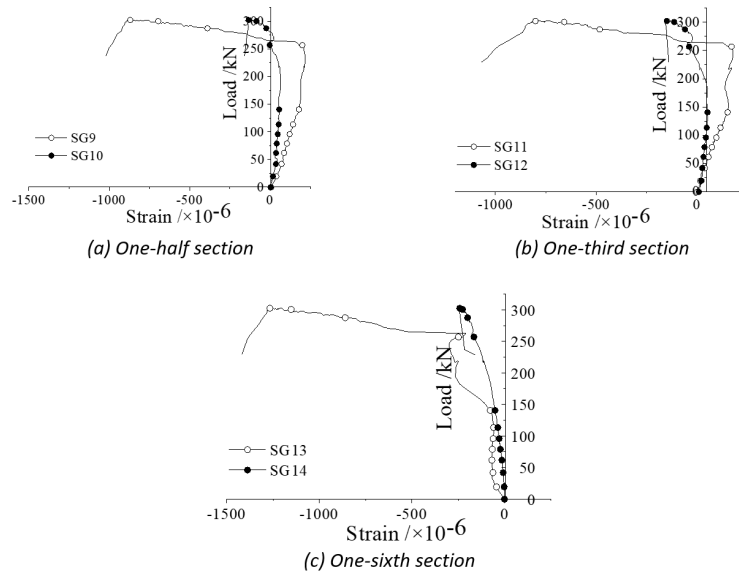 300
250
200
150
100
50
0
Load /kN
SG9
SG10
-1500 -1000 -500 0
Strain /×10-6
(a) One-half section
300
250
200
150
100
50
0
Load /kN
SG11
SG12
-1000 -500 0
Strain /×10-6
(b) One-third section
300
250
200
150
100
50
0
Load /kN
SG13
SG14
-1500 -1000 -500 0
Strain /×10-6
(c) One-sixth section